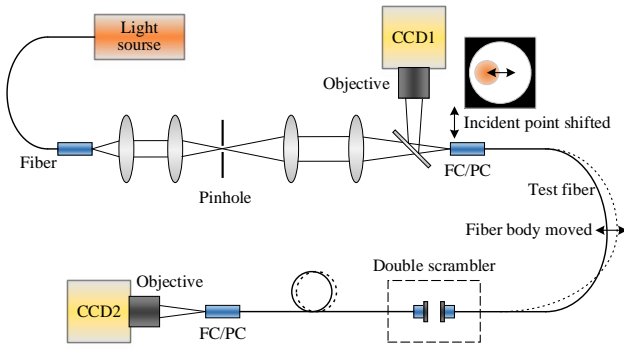 Light
sourse
CCD1
Objective
Incident point shifted
Fiber
Pinhole
FC/PC
Test fiber
Fiber body moved
Double scrambler
Objective
CCD2
FC/PC